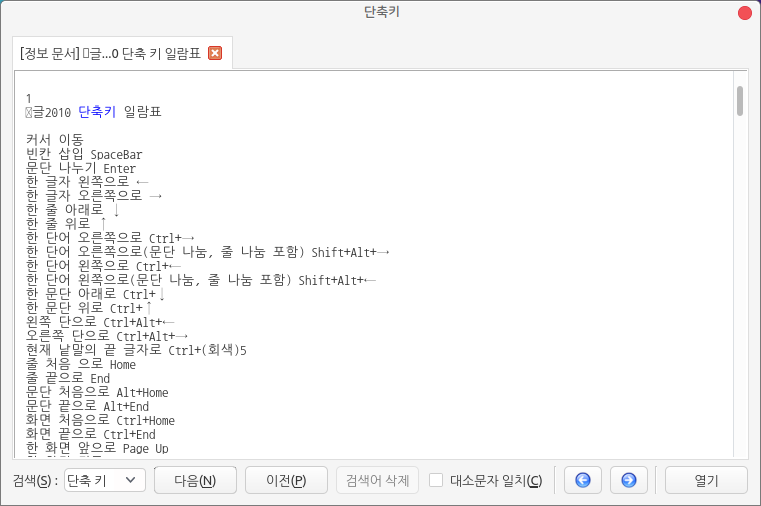 단축키
[정보 문서] 글...0 단축 키 일람표
1
글2010 단축키 일람표
커서 이동
빈칸 삽입 SpaceBar
문단 나누기 Enter
한 글자 왼쪽으로 ←
한 글자 오른쪽으로 →
한 줄 아래로 ↓
한 줄 위로 ↑
한 단어 오른쪽으로 Ctrl+→
한 단어 오른쪽으로(문단 나눔, 줄 나눔 포함) Shift+Alt+→
한 단어 왼쪽으로 Ctrl+←
한 단어 왼쪽으로(문단 나눔, 줄 나눔 포함) Shift+Alt+←
한 문단 아래로 Ctrl+↓
한 문단 위로 Ctrl+↑
왼쪽 단으로 Ctrl+Alt+←
오른쪽 단으로 Ctrl+Alt+→
현재 낱말의 끝 글자로 Ctrl+(회색)5
줄 처음 으로 Home
줄 끝으로 End
문단 처음으로 Alt+Home
문단 끝으로 Alt+End
화면 처음으로 Ctrl+Home
화면 끝으로 Ctrl+End
한 화면 앞으로 Page Up
검색(S) : 단축 키 다음(N) 이전(P) 검색어 삭제 대소문자 일치(C) 열기